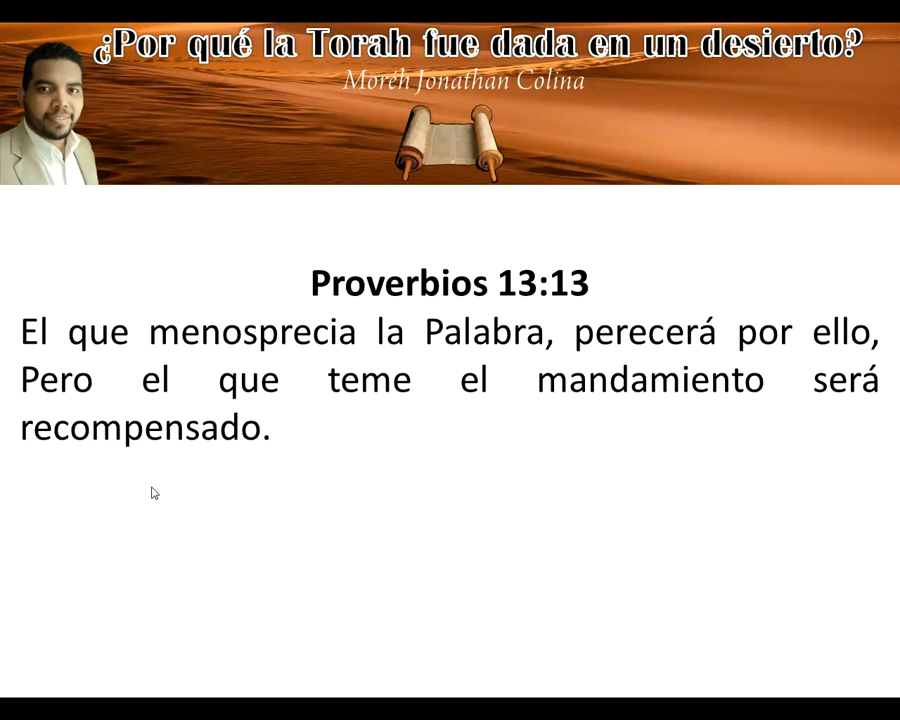 ¿Por qué la Torah fue dada en un desierto?
Moréh Jonathan Colina
Proverbios 13:13
El que menosprecia la Palabra, perecerá por ello,
Pero el que teme el mandamiento será
recompensado.